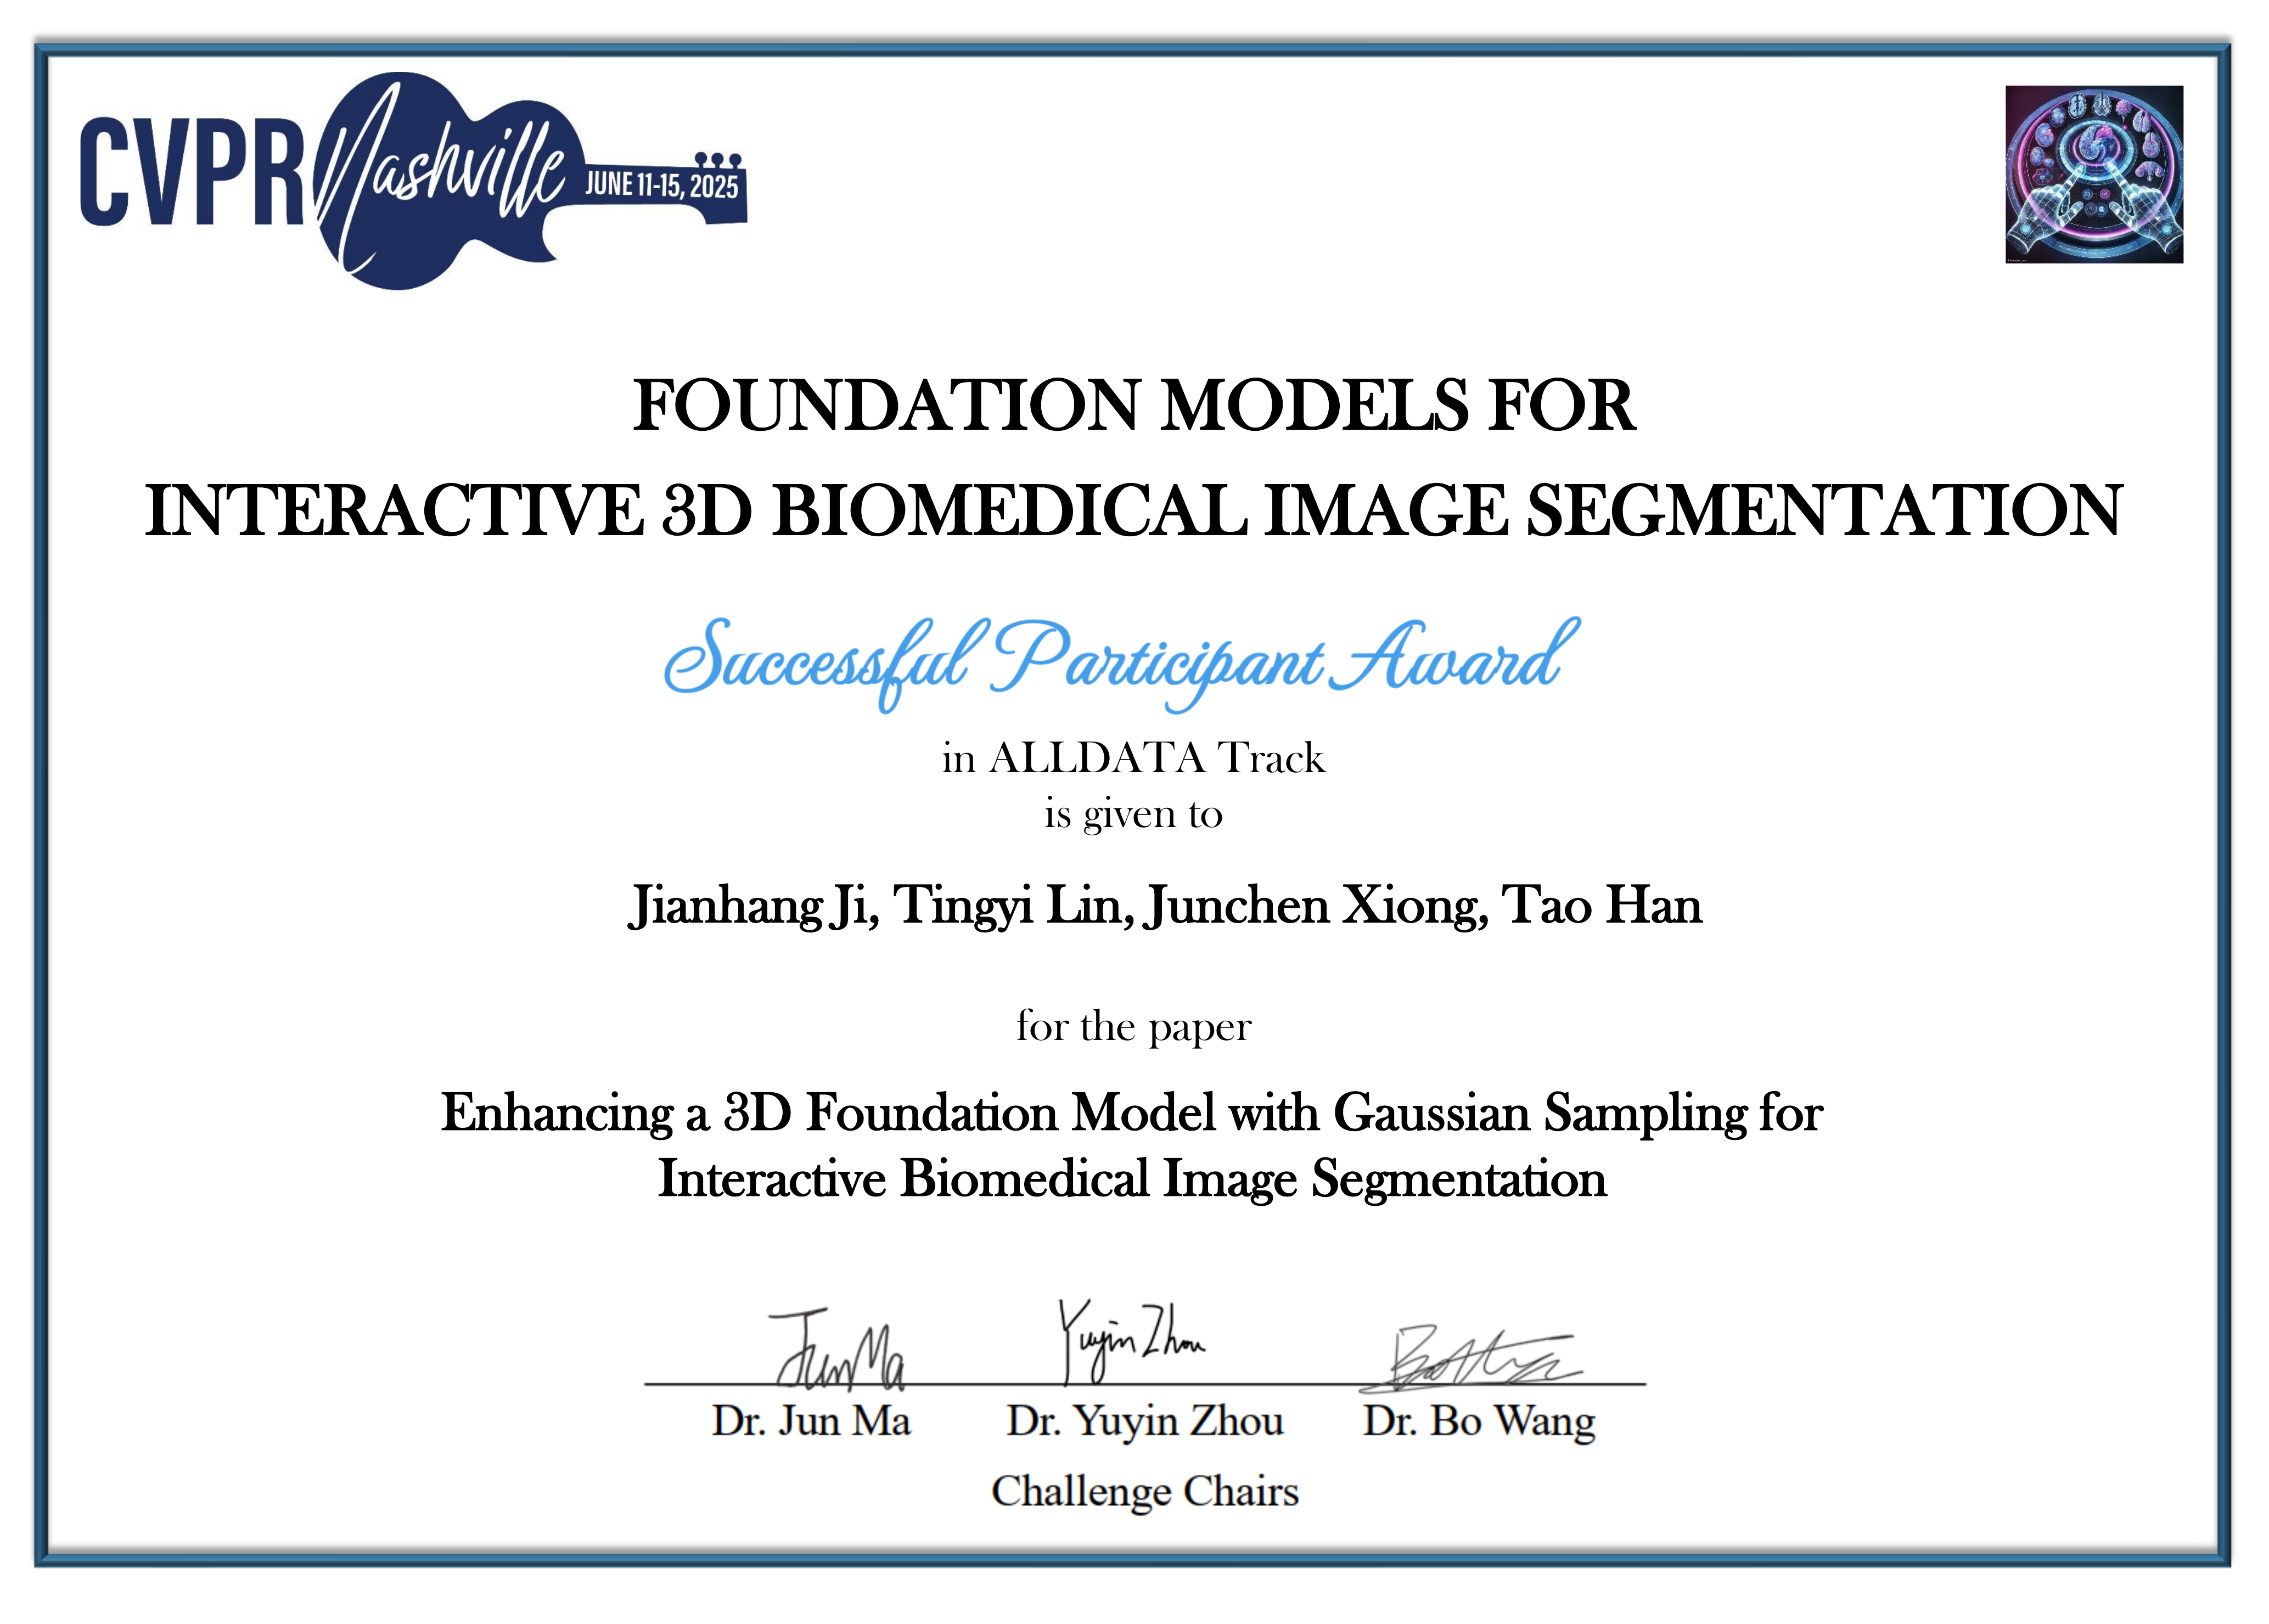 CVPR Nashville JUNE 11-15, 2025
FOUNDATION MODELS FOR
INTERACTIVE 3D BIOMEDICAL IMAGE SEGMENTATION
Successful Participant Award
in ALLDATA Track
is given to
Jianhang Ji, Tingyi Lin, Junchen Xiong, Tao Han
for the paper
Enhancing a 3D Foundation Model with Gaussian Sampling for
Interactive Biomedical Image Segmentation
Jun Ma Yuyin Zhou
Dr. Jun Ma Dr. Yuyin Zhou Dr. Bo Wang
Challenge Chairs